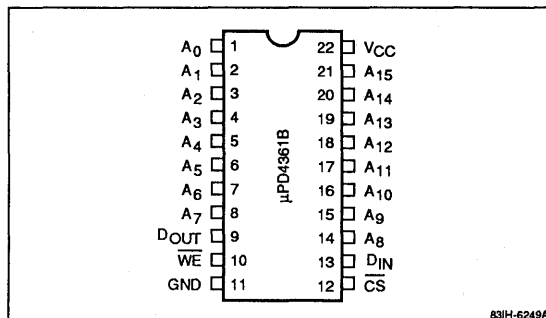 A0 1 22 VCC
A1 2 21 A15
A2 3 20 A14
A3 4 19 A13
A4 5 18 A12
A5 6 17 A11
A6 7 16 A10
A7 8 15 A9
DOUT 9 14 A8
W̅E̅ 10 13 DIN
GND 11 12 C̅S̅
µPD4361B
83IH-6249A